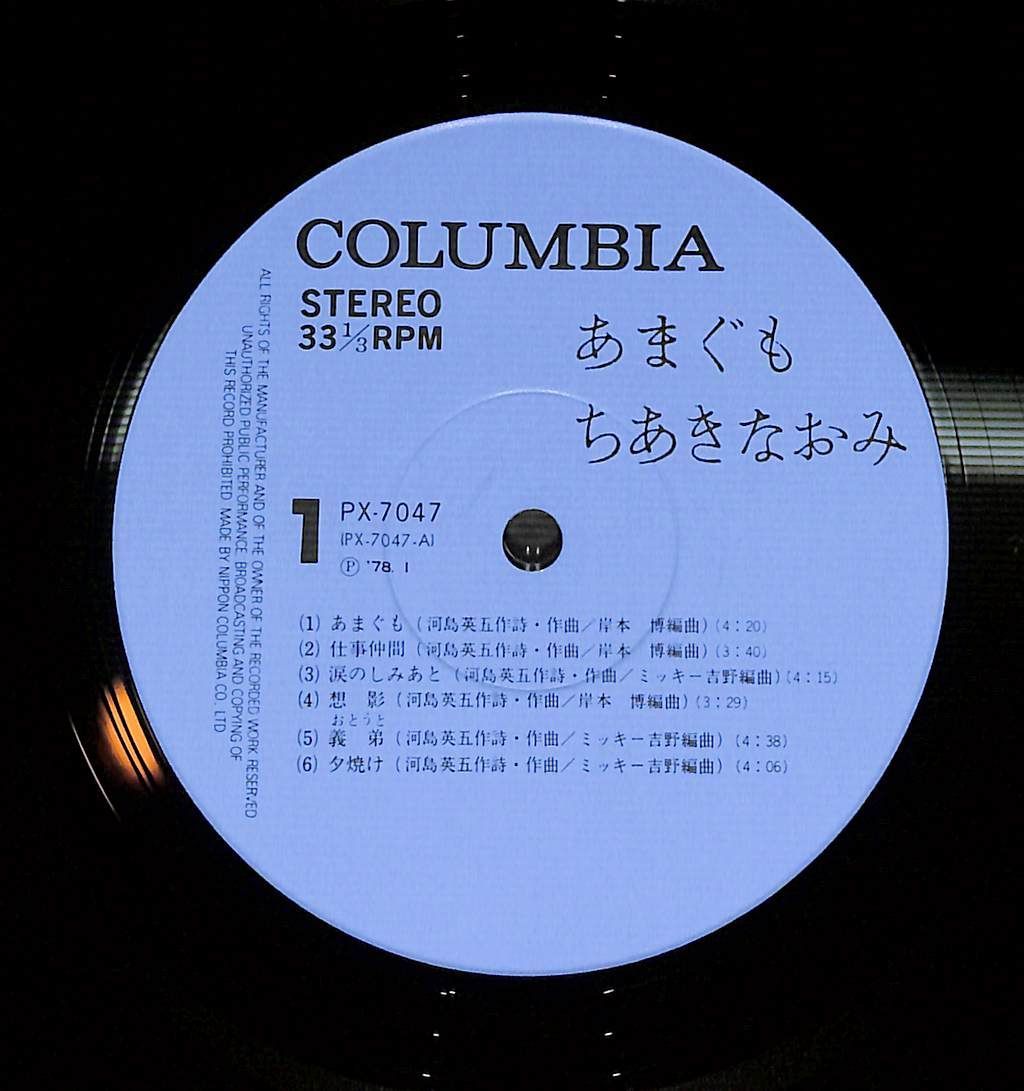 COLUMBIA
STEREO
33 1/3 RPM
あまぐも
ちあきなおみ
1 PX-7047
(PX-7047-A)
Ⓟ '78. 1
(1) あまぐも (河島英五作詩・作曲/岸本 博編曲) (4:20)
(2) 仕事仲間 (河島英五作詩・作曲/岸本 博編曲) (3:40)
(3) 涙のしみあと (河島英五作詩・作曲/ミッキー吉野編曲) (4:15)
(4) 想 影 (河島英五作詩・作曲/岸本 博編曲) (3:29)
おとうと
(5) 義 弟 (河島英五作詩・作曲/ミッキー吉野編曲) (4:38)
(6) 夕焼け (河島英五作詩・作曲/ミッキー吉野編曲) (4:06)
ALL RIGHTS OF THE MANUFACTURER AND OF THE OWNER OF THE RECORDED WORK RESERVED
UNAUTHORIZED PUBLIC PERFORMANCE BROADCASTING AND COPYING OF
THIS RECORD PROHIBITED MADE BY NIPPON COLUMBIA CO. LTD